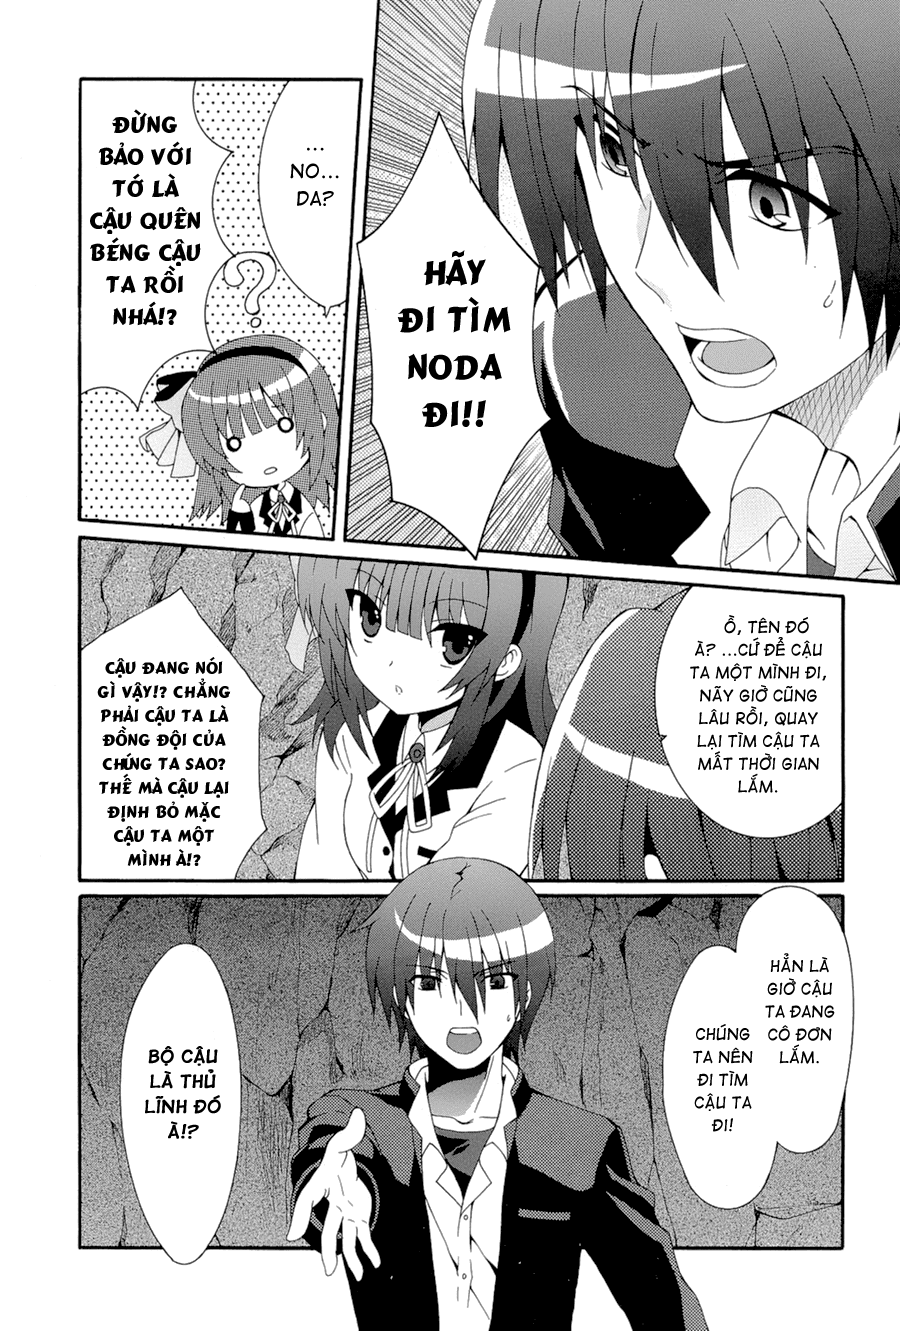 HÃY
ĐI TÌM
NODA
ĐI!!
...
NO...
DA?
ĐỪNG
BẢO VỚI
TỚ LÀ
CẬU QUÊN
BÉNG CẬU
TA RỒI
NHÁ!?
?
Ồ, TÊN ĐÓ
À? ...CỨ ĐỂ CẬU
TA MỘT MÌNH ĐI,
NÃY GIỜ CŨNG
LÂU RỒI, QUAY
LẠI TÌM CẬU TA
MẤT THỜI GIAN
LẮM.
CẬU ĐANG NÓI
GÌ VẬY!? CHẲNG
PHẢI CẬU TA LÀ
ĐỒNG ĐỘI CỦA
CHÚNG TA SAO?
THẾ MÀ CẬU LẠI
ĐỊNH BỎ MẶC
CẬU TA MỘT
MÌNH À!?
HẲN LÀ
GIỜ CẬU
TA ĐANG
CÔ ĐƠN
LẮM.
CHÚNG
TA NÊN
ĐI TÌM
CẬU TA
ĐI!
BỘ CẬU
LÀ THỦ
LĨNH ĐÓ
À!?